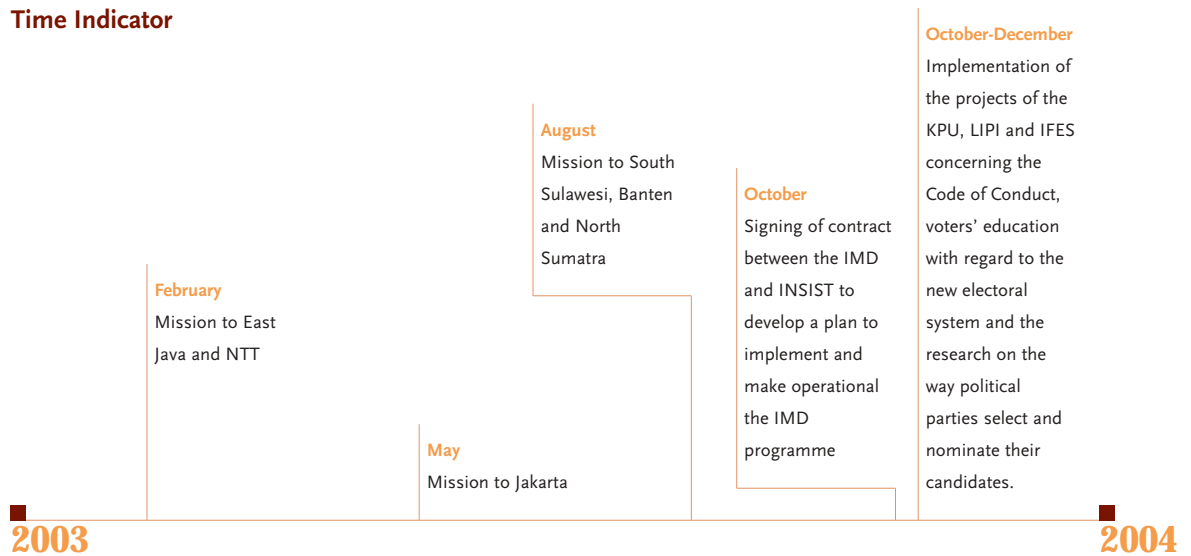 Time Indicator
February
Mission to East
Java and NTT
May
Mission to Jakarta
August
Mission to South
Sulawesi, Banten
and North
Sumatra
October
Signing of contract
between the IMD
and INSIST to
develop a plan to
implement and
make operational
the IMD
programme
October-December
Implementation of
the projects of the
KPU, LIPI and IFES
concerning the
Code of Conduct,
voters’ education
with regard to the
new electoral
system and the
research on the
way political
parties select and
nominate their
candidates.
2003
2004